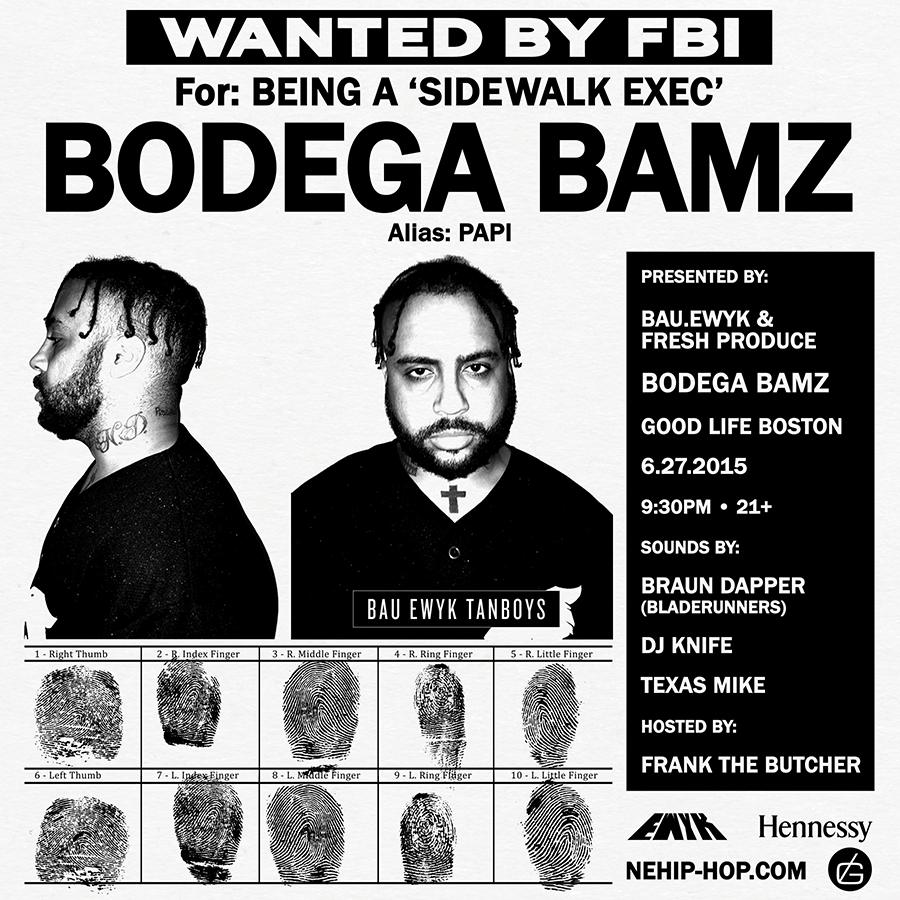 WANTED BY FBI
For: BEING A ‘SIDEWALK EXEC’
BODEGA BAMZ
Alias: PAPI
N.D.
BAU EWYK TANBOYS
PRESENTED BY:
BAU.EWYK &
FRESH PRODUCE
BODEGA BAMZ
GOOD LIFE BOSTON
6.27.2015
9:30PM • 21+
SOUNDS BY:
BRAUN DAPPER
(BLADERUNNERS)
DJ KNIFE
TEXAS MIKE
HOSTED BY:
FRANK THE BUTCHER
1 - Right Thumb
2 - R. Index Finger
3 - R. Middle Finger
4 - R. Ring Finger
5 - R. Little Finger
6 - Left Thumb
7 - L. Index Finger
8 - L. Middle Finger
9 - L. Ring Finger
10 - L. Little Finger
EWYK
Hennessy
NEHIP-HOP.COM